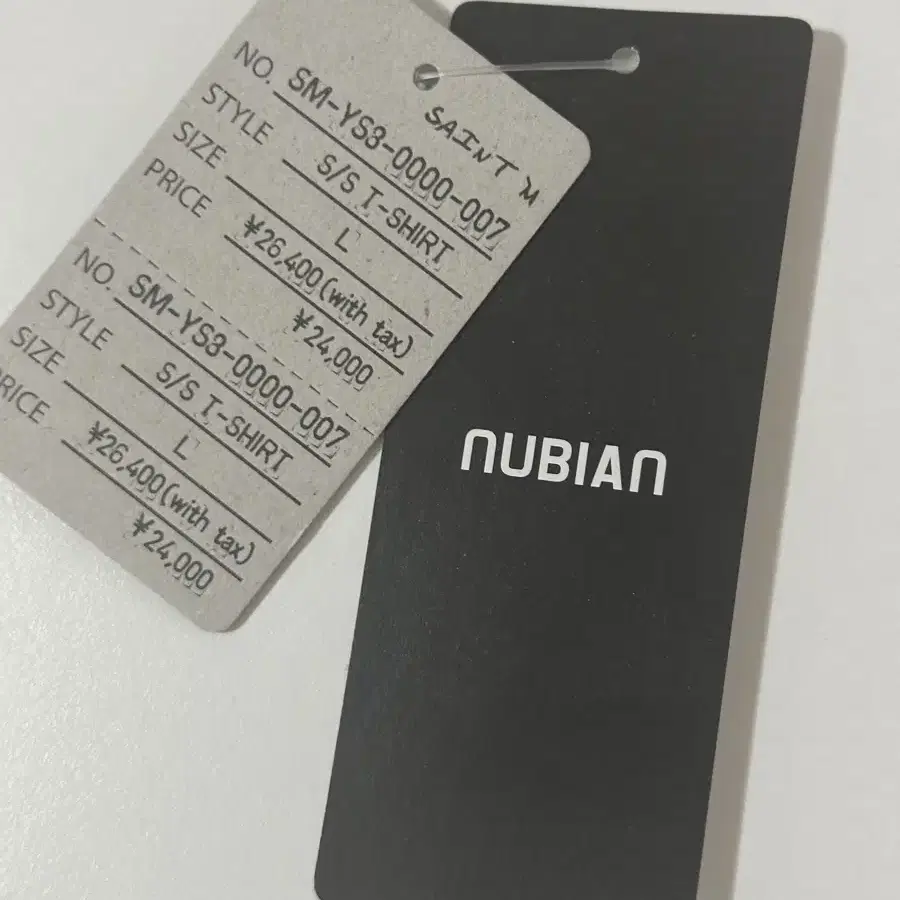 SAINT M
NO. SM-YS3-0000-007
STYLE S/S T-SHIRT
SIZE L
PRICE ¥26,400(with tax)
¥24,000
NO. SM-YS3-0000-007
STYLE S/S T-SHIRT
SIZE L
PRICE ¥26,400(with tax)
¥24,000
NUBIAN